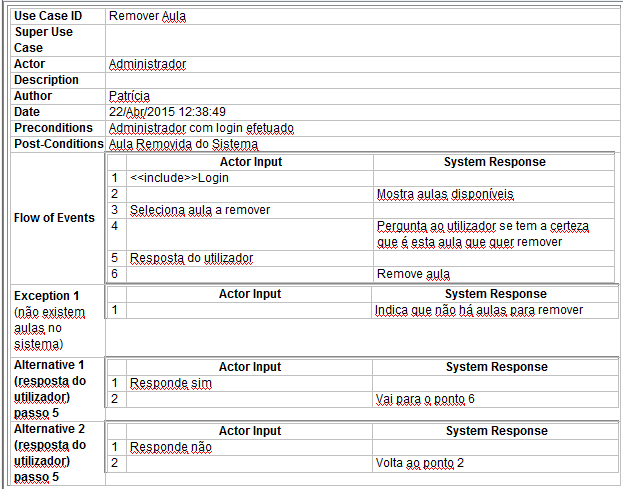 Use Case ID Remover Aula
Super Use
Case
Actor Administrador
Description
Author Patrícia
Date 22/Abr/2015 12:38:49
Preconditions Administrador com login efetuado
Post-Conditions Aula Removida do Sistema
Flow of Events
Actor Input System Response
1 <<include>>Login
2 Mostra aulas disponíveis
3 Seleciona aula a remover
4 Pergunta ao utilizador se tem a certeza
que é esta aula que quer remover
5 Resposta do utilizador
6 Remove aula
Exception 1
(não existem
aulas no
sistema)
Actor Input System Response
1 Indica que não há aulas para remover
Alternative 1
(resposta do
utilizador)
passo 5
Actor Input System Response
1 Responde sim
2 Vai para o ponto 6
Alternative 2
(resposta do
utilizador)
passo 5
Actor Input System Response
1 Responde não
2 Volta ao ponto 2